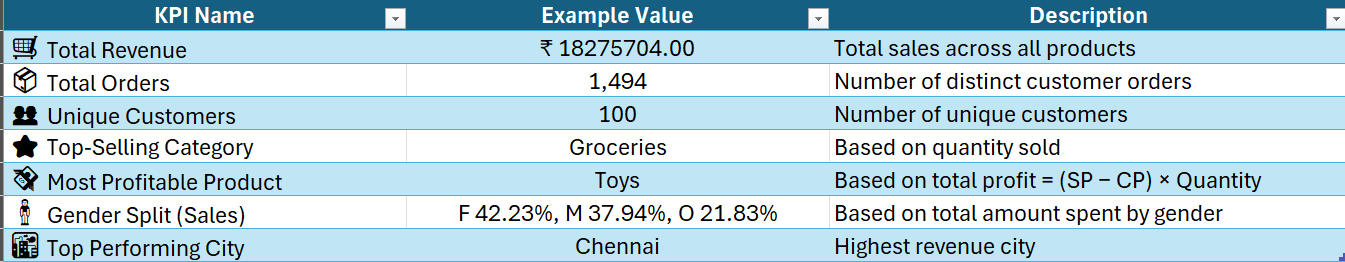 KPI Name Example Value Description
Total Revenue ₹ 18275704.00 Total sales across all products
Total Orders 1,494 Number of distinct customer orders
Unique Customers 100 Number of unique customers
Top-Selling Category Groceries Based on quantity sold
Most Profitable Product Toys Based on total profit = (SP – CP) × Quantity
Gender Split (Sales) F 42.23%, M 37.94%, O 21.83% Based on total amount spent by gender
Top Performing City Chennai Highest revenue city